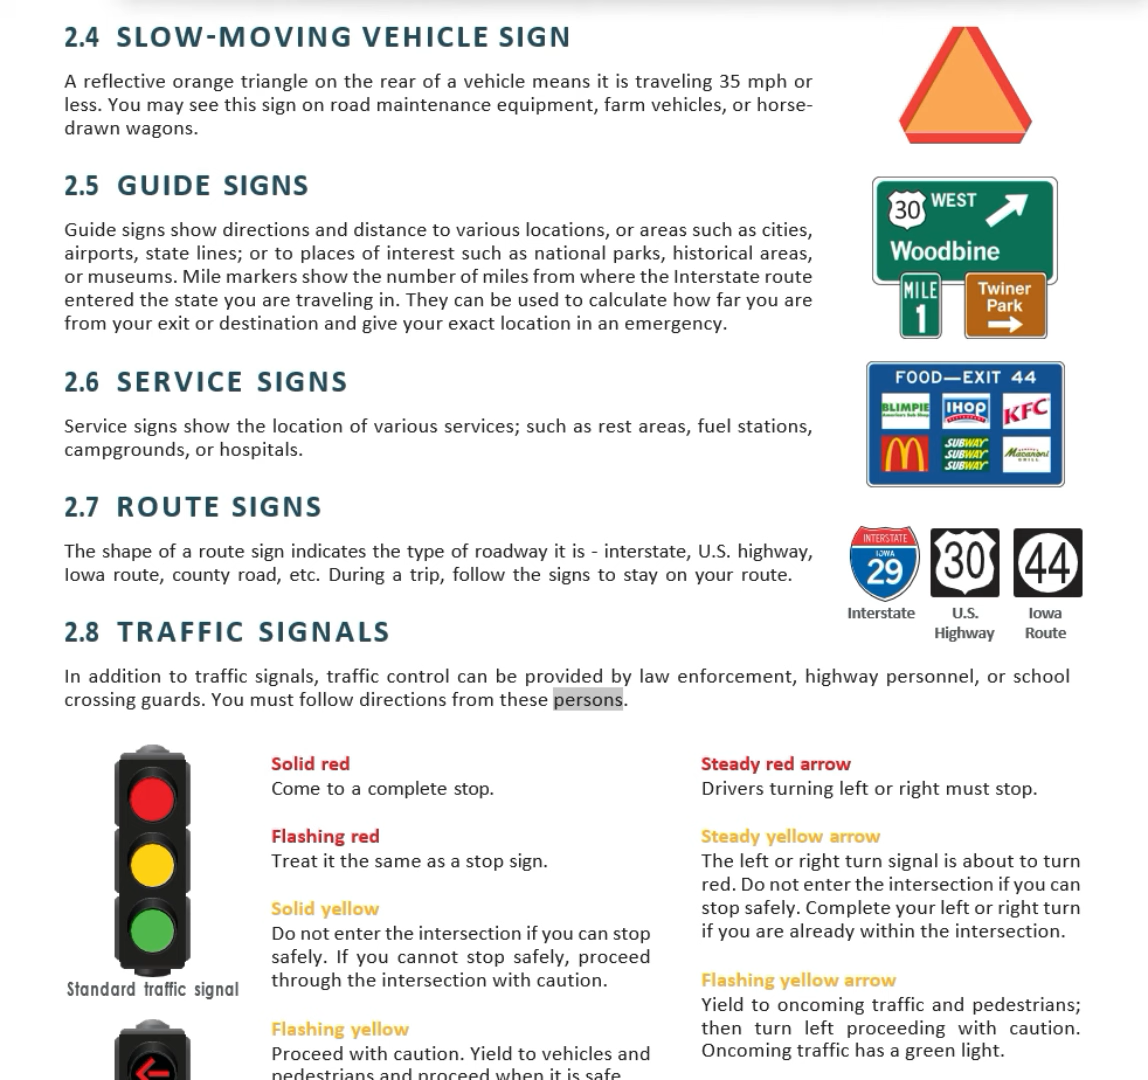 2.4 SLOW-MOVING VEHICLE SIGN
A reflective orange triangle on the rear of a vehicle means it is traveling 35 mph or
less. You may see this sign on road maintenance equipment, farm vehicles, or horse-
drawn wagons.
2.5 GUIDE SIGNS
Guide signs show directions and distance to various locations, or areas such as cities,
airports, state lines; or to places of interest such as national parks, historical areas,
or museums. Mile markers show the number of miles from where the Interstate route
entered the state you are traveling in. They can be used to calculate how far you are
from your exit or destination and give your exact location in an emergency.
30 WEST
Woodbine
MILE
1
Twiner
Park
2.6 SERVICE SIGNS
Service signs show the location of various services; such as rest areas, fuel stations,
campgrounds, or hospitals.
FOOD—EXIT 44
BLIMPIE
IHOP
KFC
SUBWAY
SUBWAY
SUBWAY
Macaroni
GRILL
2.7 ROUTE SIGNS
The shape of a route sign indicates the type of roadway it is - interstate, U.S. highway,
Iowa route, county road, etc. During a trip, follow the signs to stay on your route.
INTERSTATE
IOWA
29
Interstate
30
U.S.
Highway
44
Iowa
Route
2.8 TRAFFIC SIGNALS
In addition to traffic signals, traffic control can be provided by law enforcement, highway personnel, or school
crossing guards. You must follow directions from these persons.
Standard traffic signal
Solid red
Come to a complete stop.
Flashing red
Treat it the same as a stop sign.
Solid yellow
Do not enter the intersection if you can stop
safely. If you cannot stop safely, proceed
through the intersection with caution.
Flashing yellow
Proceed with caution. Yield to vehicles and
pedestrians and proceed when it is safe
Steady red arrow
Drivers turning left or right must stop.
Steady yellow arrow
The left or right turn signal is about to turn
red. Do not enter the intersection if you can
stop safely. Complete your left or right turn
if you are already within the intersection.
Flashing yellow arrow
Yield to oncoming traffic and pedestrians;
then turn left proceeding with caution.
Oncoming traffic has a green light.